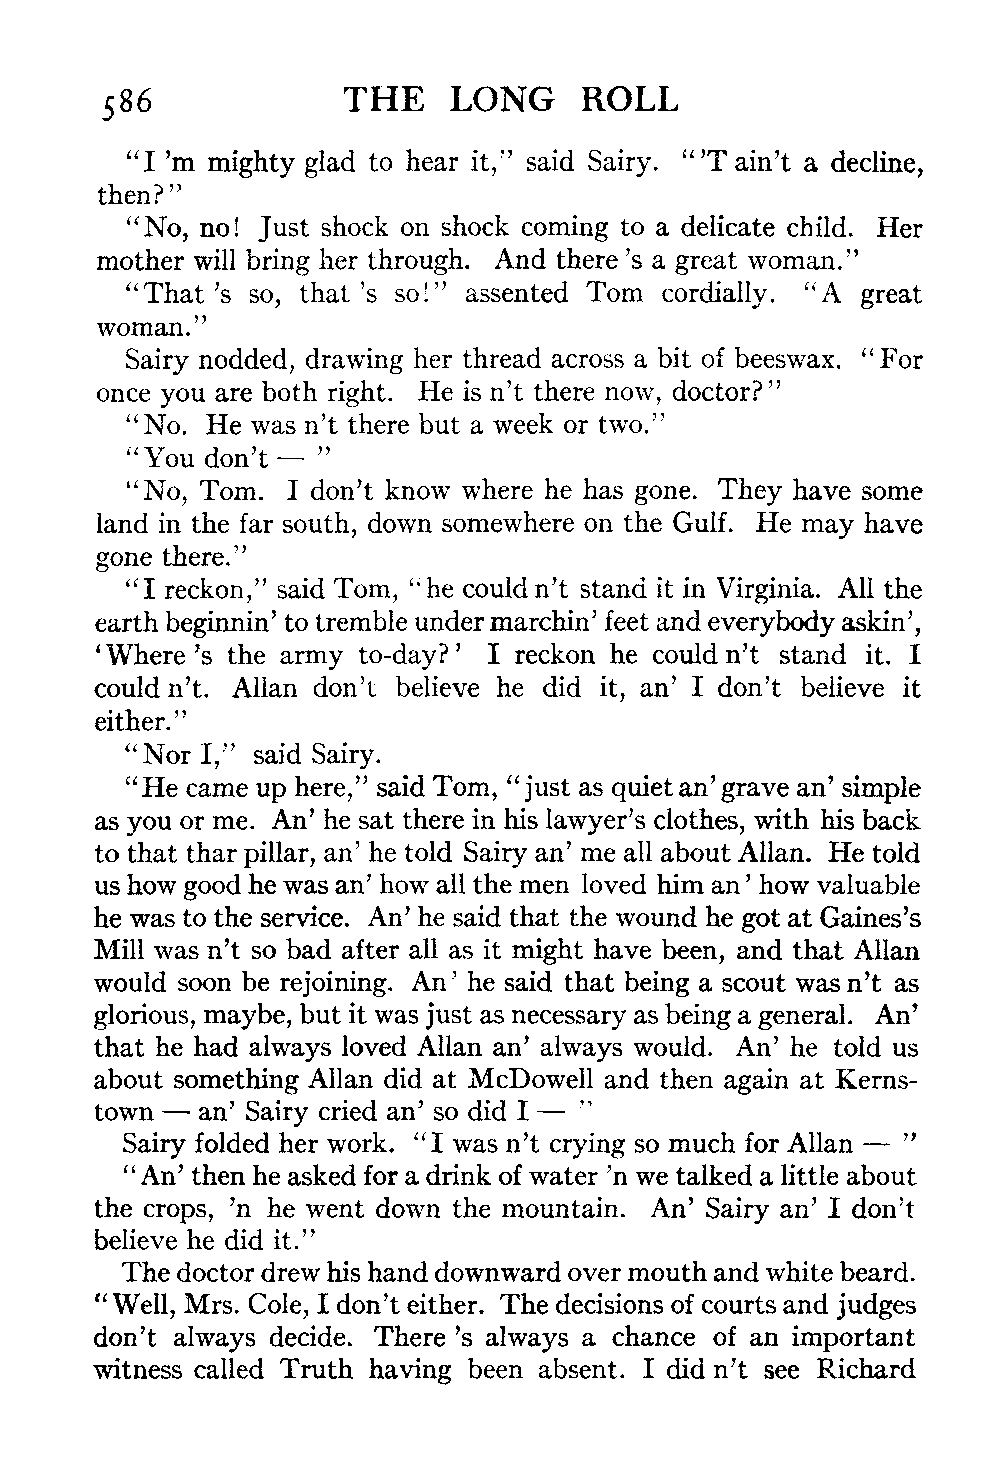 586 THE LONG ROLL
"I 'm mighty glad to hear it," said Sairy. "'T ain't a decline,
then?"
"No, no! Just shock on shock coming to a delicate child. Her
mother will bring her through. And there 's a great woman."
"That 's so, that 's so!" assented Tom cordially. "A great
woman."
Sairy nodded, drawing her thread across a bit of beeswax. "For
once you are both right. He is n't there now, doctor?"
"No. He was n't there but a week or two."
"You don't — "
"No, Tom. I don't know where he has gone. They have some
land in the far south, down somewhere on the Gulf. He may have
gone there."
"I reckon," said Tom, "he could n't stand it in Virginia. All the
earth beginnin' to tremble under marchin' feet and everybody askin',
'Where 's the army to-day?' I reckon he could n't stand it. I
could n't. Allan don't believe he did it, an' I don't believe it
either."
"Nor I," said Sairy.
"He came up here," said Tom, "just as quiet an' grave an' simple
as you or me. An' he sat there in his lawyer's clothes, with his back
to that thar pillar, an' he told Sairy an' me all about Allan. He told
us how good he was an' how all the men loved him an' how valuable
he was to the service. An' he said that the wound he got at Gaines's
Mill was n't so bad after all as it might have been, and that Allan
would soon be rejoining. An' he said that being a scout was n't as
glorious, maybe, but it was just as necessary as being a general. An'
that he had always loved Allan an' always would. An' he told us
about something Allan did at McDowell and then again at Kerns-
town — an' Sairy cried an' so did I — "
Sairy folded her work. "I was n't crying so much for Allan — "
"An' then he asked for a drink of water 'n we talked a little about
the crops, 'n he went down the mountain. An' Sairy an' I don't
believe he did it."
The doctor drew his hand downward over mouth and white beard.
"Well, Mrs. Cole, I don't either. The decisions of courts and judges
don't always decide. There 's always a chance of an important
witness called Truth having been absent. I did n't see Richard